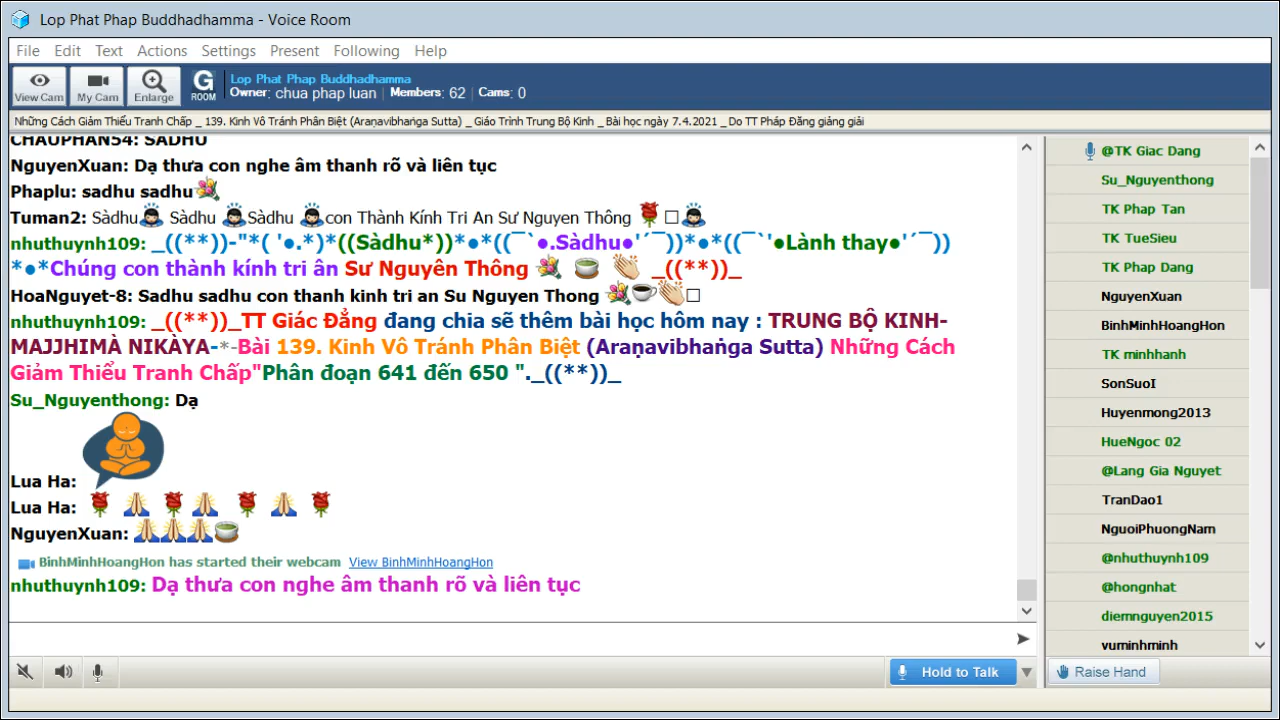 Lop Phat Phap Buddhadhamma - Voice Room
File Edit Text Actions Settings Present Following Help
View Cam My Cam Enlarge G ROOM
Lop Phat Phap Buddhadhamma
Owner: chua phap luan Members: 62 Cams: 0
Những Cách Giảm Thiểu Tranh Chấp _ 139. Kinh Vô Tránh Phân Biệt (Araṇavibhaṅga Sutta) _ Giáo Trình Trung Bộ Kinh _ Bài học ngày 7.4.2021 _ Do TT Pháp Đăng giảng giải
CHAUPHAN54: SADHU
NguyenXuan: Dạ thưa con nghe âm thanh rõ và liên tục
Phaplu: sadhu sadhu
Tuman2: Sàdhu Sàdhu Sàdhu con Thành Kính Tri An Sư Nguyen Thông
nhuthuynh109: _((**))-"*( '●.*)*((Sàdhu*))*●*((¯`●.Sàdhu●'´¯))*●*((¯`'●Lành thay●'´¯))
*●*Chúng con thành kính tri ân Sư Nguyên Thông _((**))_
HoaNguyet-8: Sadhu sadhu con thanh kinh tri an Su Nguyen Thong
nhuthuynh109: _((**))_TT Giác Đẳng đang chia sẽ thêm bài học hôm nay : TRUNG BỘ KINH-
MAJJHIMÀ NIKÀYA-*-Bài 139. Kinh Vô Tránh Phân Biệt (Araṇavibhaṅga Sutta) Những Cách
Giảm Thiểu Tranh Chấp"Phân đoạn 641 đến 650 "._((**))_
Su_Nguyenthong: Dạ
Lua Ha:
Lua Ha:
NguyenXuan:
BinhMinhHoangHon has started their webcam View BinhMinhHoangHon
nhuthuynh109: Dạ thưa con nghe âm thanh rõ và liên tục
Hold to Talk
@TK Giac Dang
Su_Nguyenthong
TK Phap Tan
TK TueSieu
TK Phap Dang
NguyenXuan
BinhMinhHoangHon
TK minhhanh
SonSuoI
Huyenmong2013
HueNgoc 02
@Lang Gia Nguyet
TranDao1
NguoiPhuongNam
@nhuthuynh109
@hongnhat
diemnguyen2015
vuminhminh
Raise Hand